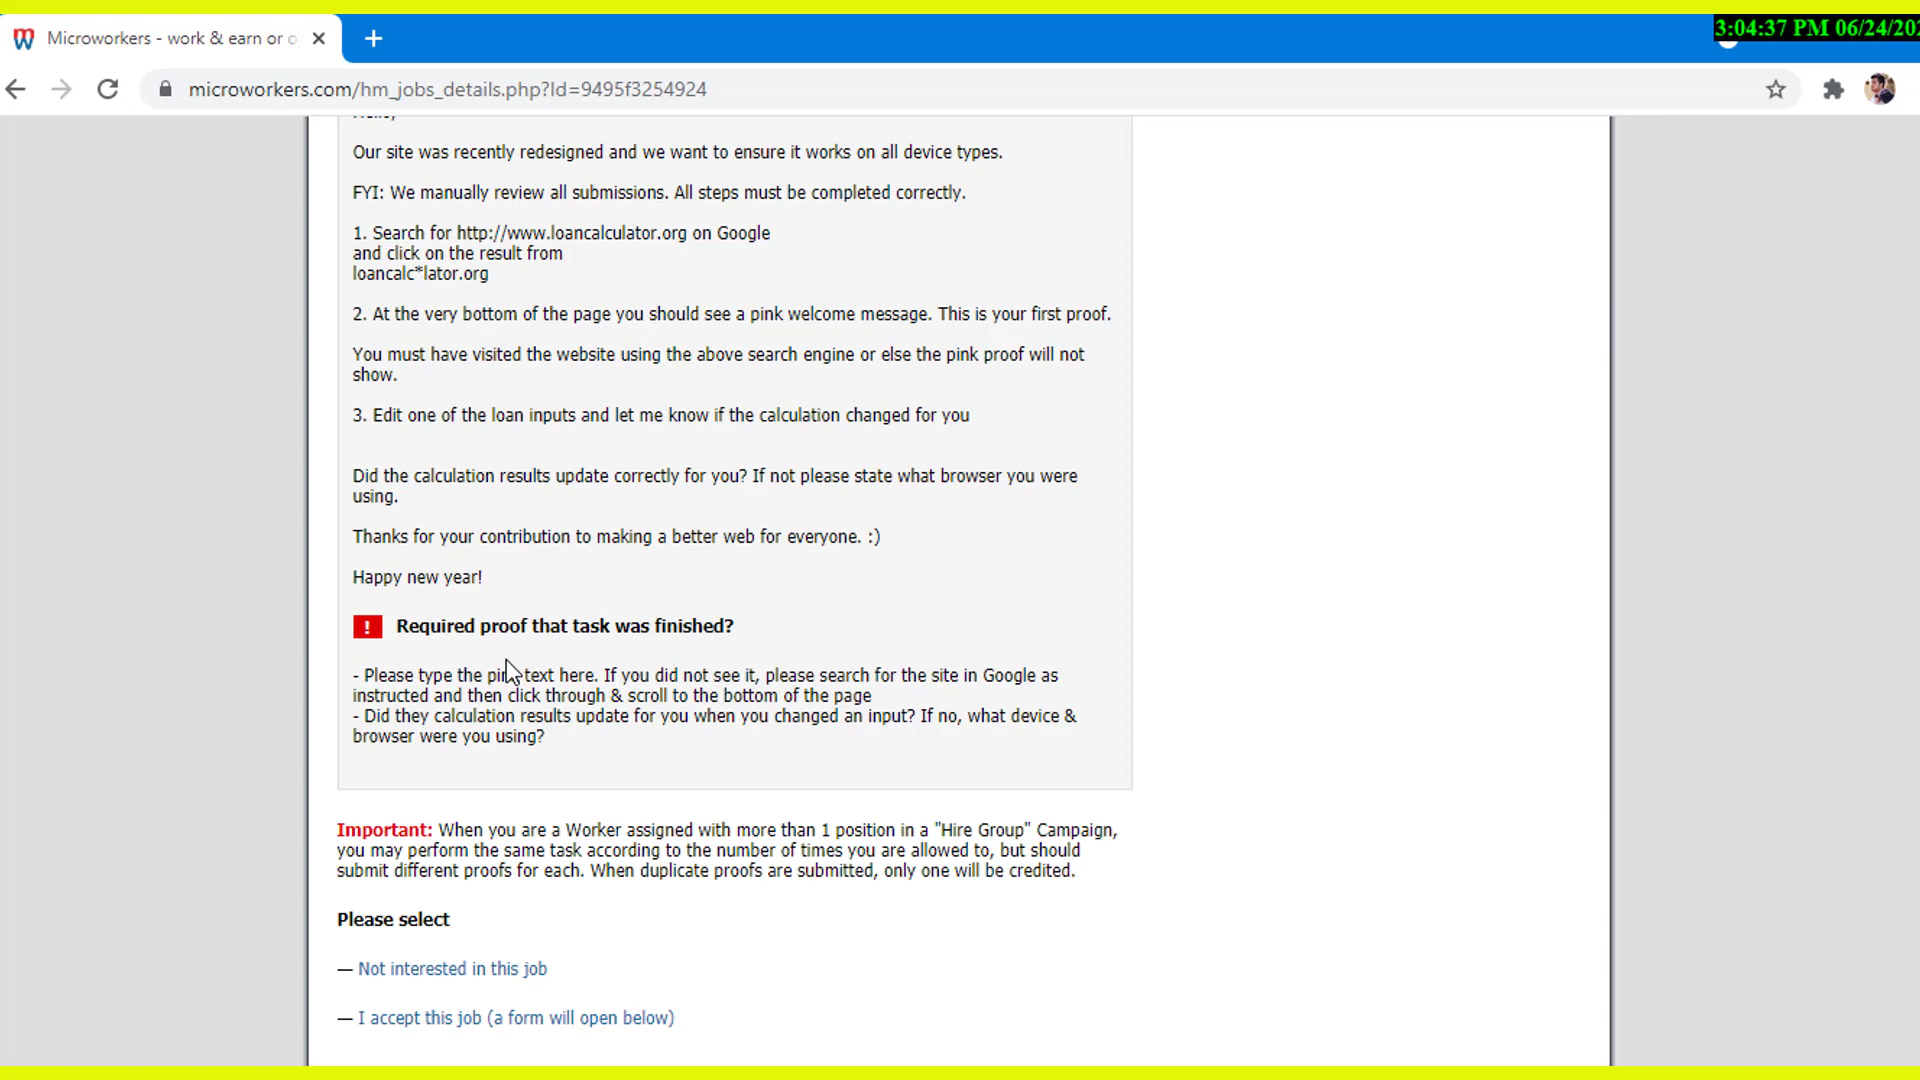 Microworkers - work & earn or o
3:04:37 PM 06/24/202
microworkers.com/hm_jobs_details.php?Id=9495f3254924
Our site was recently redesigned and we want to ensure it works on all device types.
FYI: We manually review all submissions. All steps must be completed correctly.
1. Search for http://www.loancalculator.org on Google
and click on the result from
loancalc*lator.org
2. At the very bottom of the page you should see a pink welcome message. This is your first proof.
You must have visited the website using the above search engine or else the pink proof will not
show.
3. Edit one of the loan inputs and let me know if the calculation changed for you
Did the calculation results update correctly for you? If not please state what browser you were
using.
Thanks for your contribution to making a better web for everyone. :)
Happy new year!
! Required proof that task was finished?
- Please type the pink text here. If you did not see it, please search for the site in Google as
instructed and then click through & scroll to the bottom of the page
- Did they calculation results update for you when you changed an input? If no, what device &
browser were you using?
Important: When you are a Worker assigned with more than 1 position in a "Hire Group" Campaign,
you may perform the same task according to the number of times you are allowed to, but should
submit different proofs for each. When duplicate proofs are submitted, only one will be credited.
Please select
— Not interested in this job
— I accept this job (a form will open below)